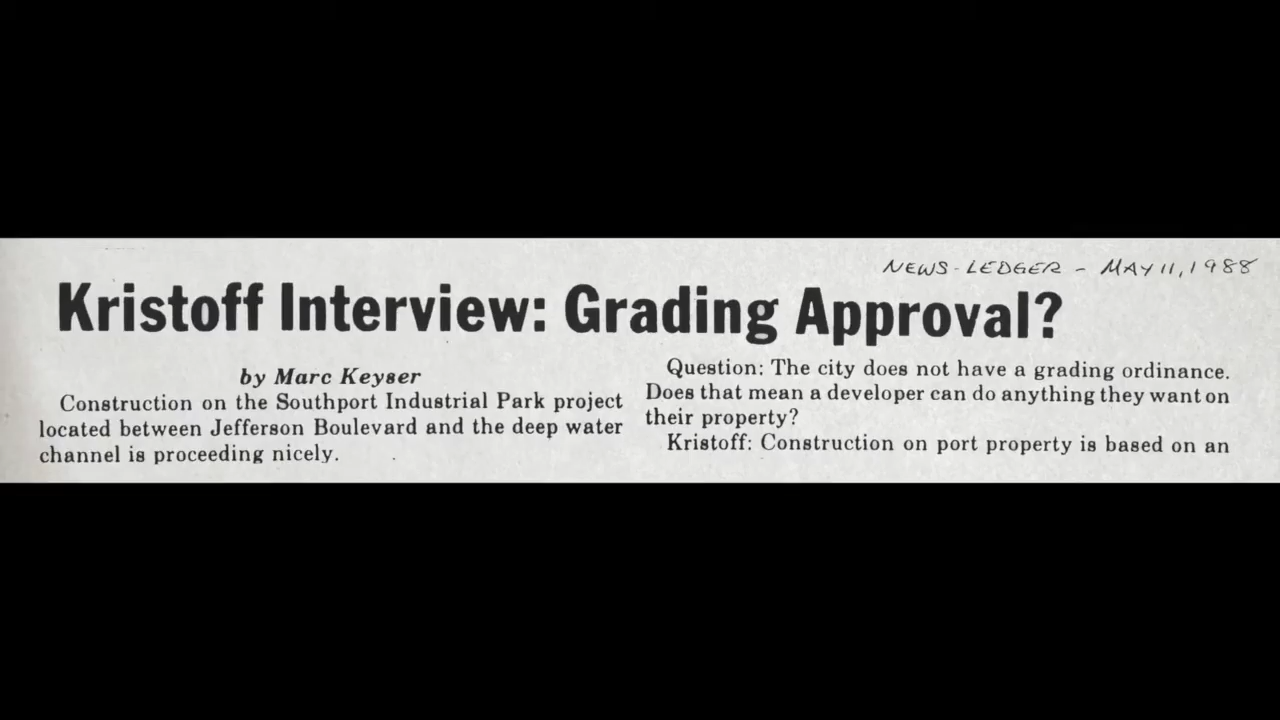 NEWS-LEDGER - MAY 11, 1988
Kristoff Interview: Grading Approval?
by Marc Keyser
Construction on the Southport Industrial Park project
located between Jefferson Boulevard and the deep water
channel is proceeding nicely.
Question: The city does not have a grading ordinance.
Does that mean a developer can do anything they want on
their property?
Kristoff: Construction on port property is based on an